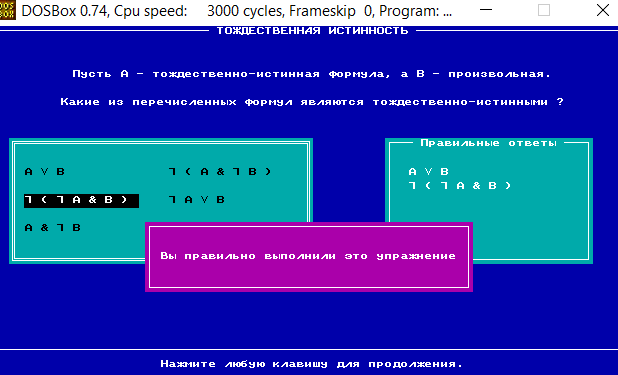 DOSBox 0.74, Cpu speed: 3000 cycles, Frameskip 0, Program: ...
ТОЖДЕСТВЕННАЯ ИСТИННОСТЬ
Пусть A - тождественно-истинная формула, а B - произвольная.
Какие из перечисленных формул являются тождественно-истинными ?
A ∨ B
ㄱ ( A & ㄱ B )
ㄱ ( ㄱ A & B )
ㄱ A ∨ B
A & ㄱ B
Правильные ответы
A ∨ B
ㄱ ( ㄱ A & B )
Вы правильно выполнили это упражнение
Нажмите любую клавишу для продолжения.